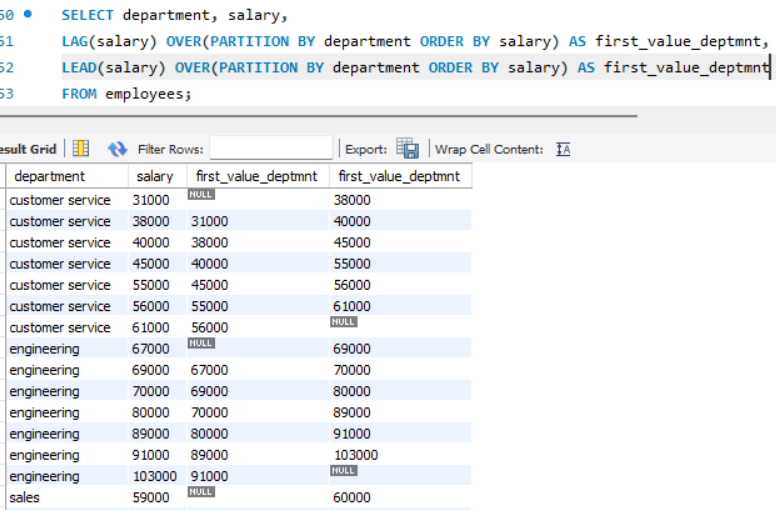 50 SELECT department, salary,
51 LAG(salary) OVER(PARTITION BY department ORDER BY salary) AS first_value_deptmnt,
52 LEAD(salary) OVER(PARTITION BY department ORDER BY salary) AS first_value_deptmnt
53 FROM employees;
esult Grid Filter Rows: Export: Wrap Cell Content: IA
department salary first_value_deptmnt first_value_deptmnt
customer service 31000 NULL 38000
customer service 38000 31000 40000
customer service 40000 38000 45000
customer service 45000 40000 55000
customer service 55000 45000 56000
customer service 56000 55000 61000
customer service 61000 56000 NULL
engineering 67000 NULL 69000
engineering 69000 67000 70000
engineering 70000 69000 80000
engineering 80000 70000 89000
engineering 89000 80000 91000
engineering 91000 89000 103000
engineering 103000 91000 NULL
sales 59000 NULL 60000